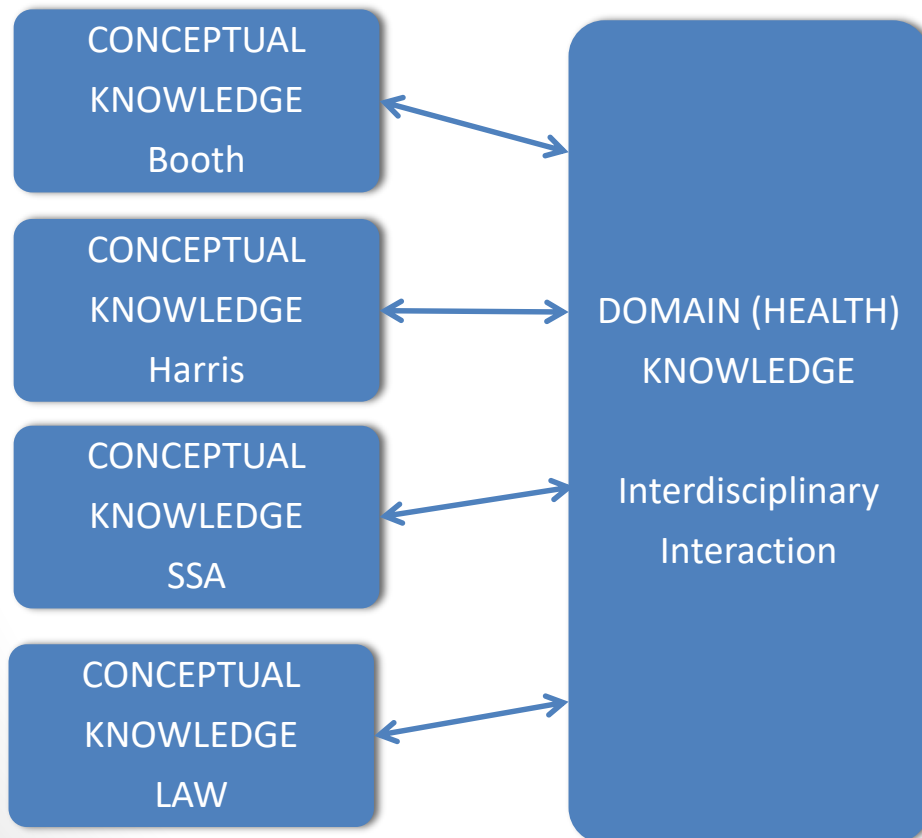 CONCEPTUAL
KNOWLEDGE
Booth
CONCEPTUAL
KNOWLEDGE
Harris
CONCEPTUAL
KNOWLEDGE
SSA
CONCEPTUAL
KNOWLEDGE
LAW
DOMAIN (HEALTH)
KNOWLEDGE
Interdisciplinary
Interaction